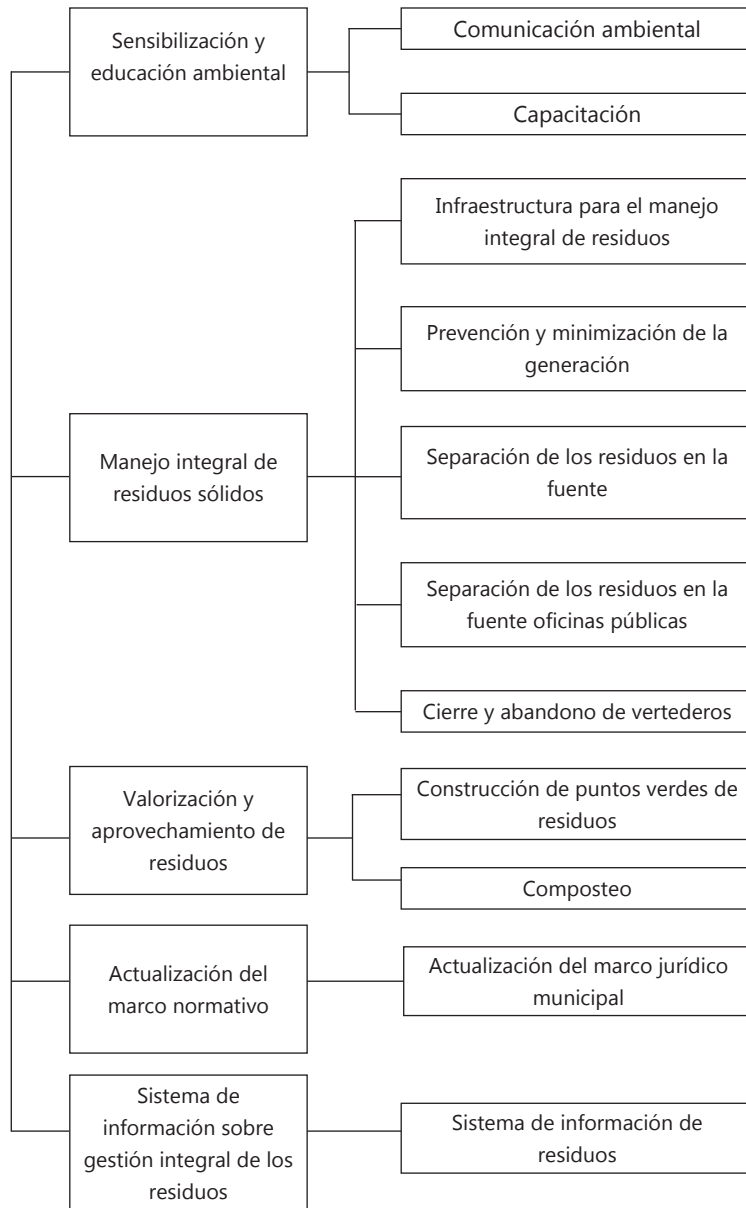 Sensibilización y
educación ambiental
Comunicación ambiental
Capacitación
Manejo integral de
residuos sólidos
Infraestructura para el manejo
integral de residuos
Prevención y minimización de la
generación
Separación de los residuos en la
fuente
Separación de los residuos en la
fuente oficinas públicas
Cierre y abandono de vertederos
Valorización y
aprovechamiento de
residuos
Construcción de puntos verdes de
residuos
Composteo
Actualización del
marco normativo
Actualización del marco jurídico
municipal
Sistema de
información sobre
gestión integral de los
residuos
Sistema de información de
residuos